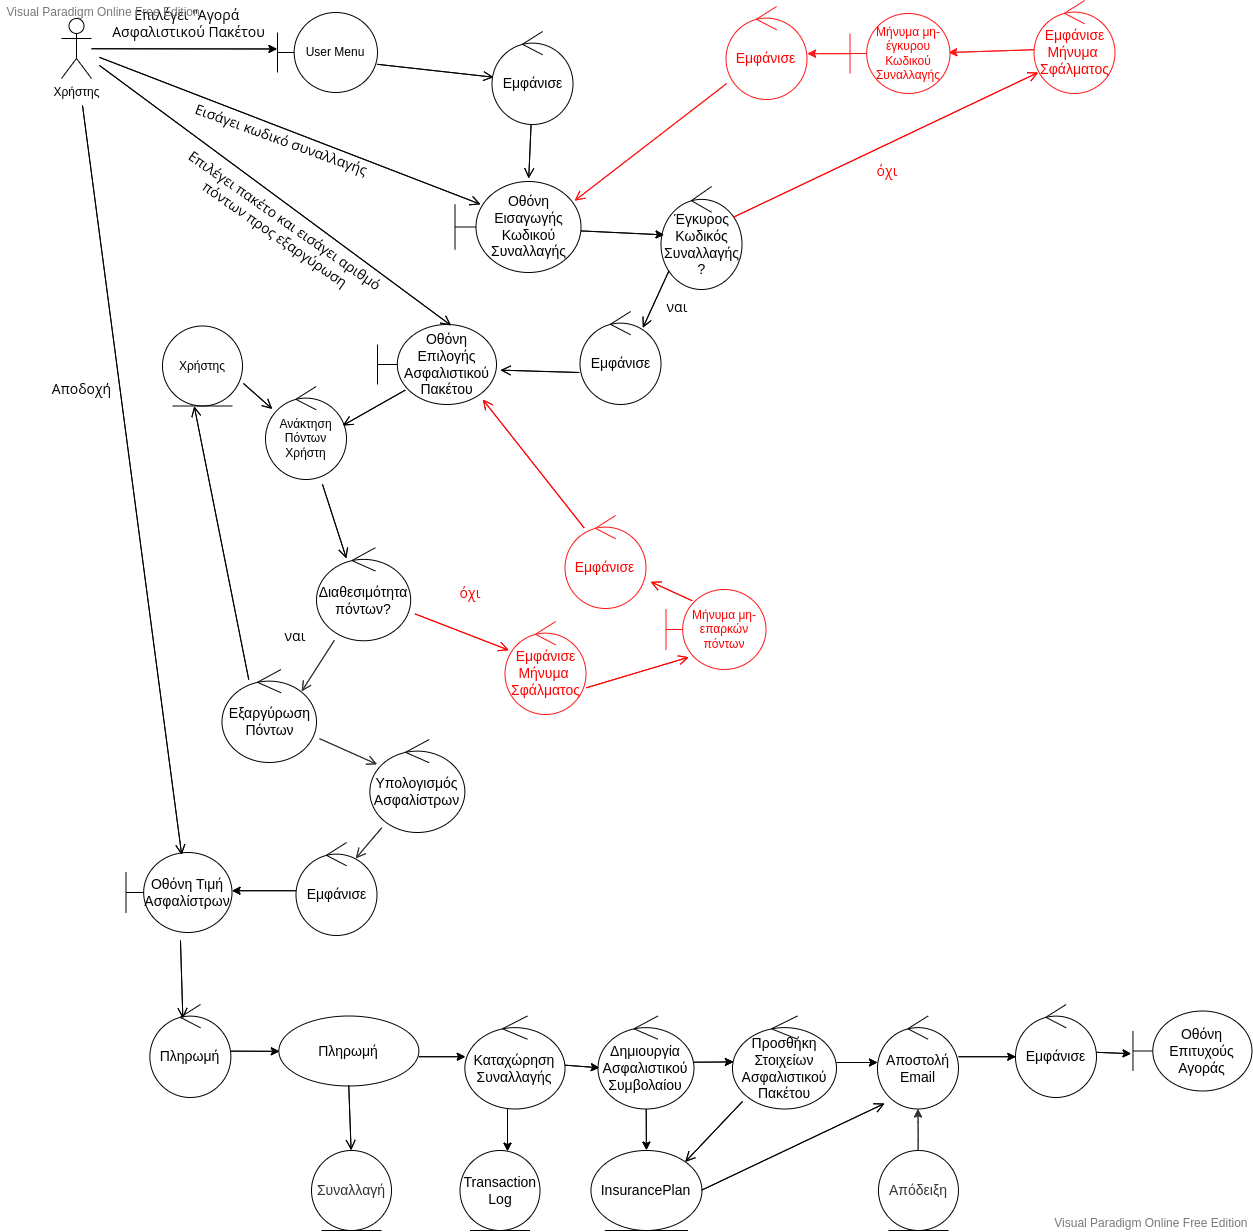 Visual Paradigm Online Free Edition
Επιλέγει "Αγορά
Ασφαλιστικού Πακέτου
Χρήστης
User Menu
Εμφάνισε
Εμφάνισε
Μήνυμα μη-
έγκυρου
Κωδικού
Συναλλαγής
Εμφάνισε
Μήνυμα
Σφάλματος
Εισάγει κωδικό συναλλαγής
Επιλέγει πακέτο και εισάγει αριθμό
πόντων προς εξαργύρωση
όχι
Οθόνη
Εισαγωγής
Κωδικού
Συναλλαγής
Έγκυρος
Κωδικός
Συναλλαγής
?
ναι
Χρήστης
Οθόνη
Επιλογής
Ασφαλιστικού
Πακέτου
Εμφάνισε
Αποδοχή
Ανάκτηση
Πόντων
Χρήστη
Εμφάνισε
Διαθεσιμότητα
πόντων?
όχι
Μήνυμα μη-
επαρκών
πόντων
ναι
Εμφάνισε
Μήνυμα
Σφάλματος
Εξαργύρωση
Πόντων
Υπολογισμός
Ασφαλίστρων
Οθόνη Τιμή
Ασφαλίστρων
Εμφάνισε
Πληρωμή
Πληρωμή
Καταχώρηση
Συναλλαγής
Δημιουργία
Ασφαλιστικού
Συμβολαίου
Προσθήκη
Στοιχείων
Ασφαλιστικού
Πακέτου
Αποστολή
Email
Εμφάνισε
Οθόνη
Επιτυχούς
Αγοράς
Συναλλαγή
Transaction
Log
InsurancePlan
Απόδειξη
Visual Paradigm Online Free Edition